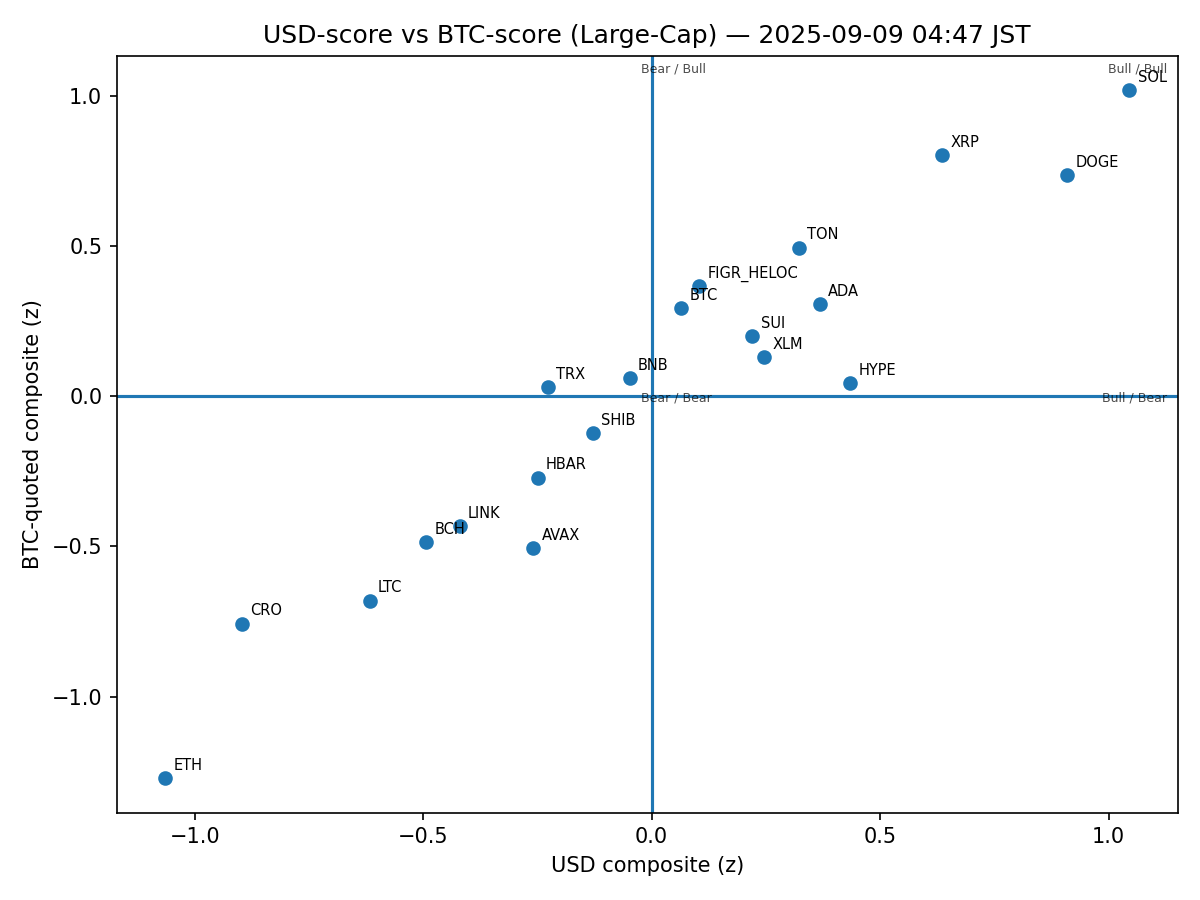 USD-score vs BTC-score (Large-Cap) — 2025-09-09 04:47 JST
Bear / Bull
Bull / Bull
SOL
XRP
DOGE
TON
FIGR_HELOC
BTC
ADA
SUI
XLM
HYPE
BNB
TRX
Bear / Bear
Bull / Bear
SHIB
HBAR
LINK
BCH
AVAX
LTC
CRO
ETH
1.0
0.5
0.0
−0.5
−1.0
BTC-quoted composite (z)
−1.0
−0.5
0.0
0.5
1.0
USD composite (z)